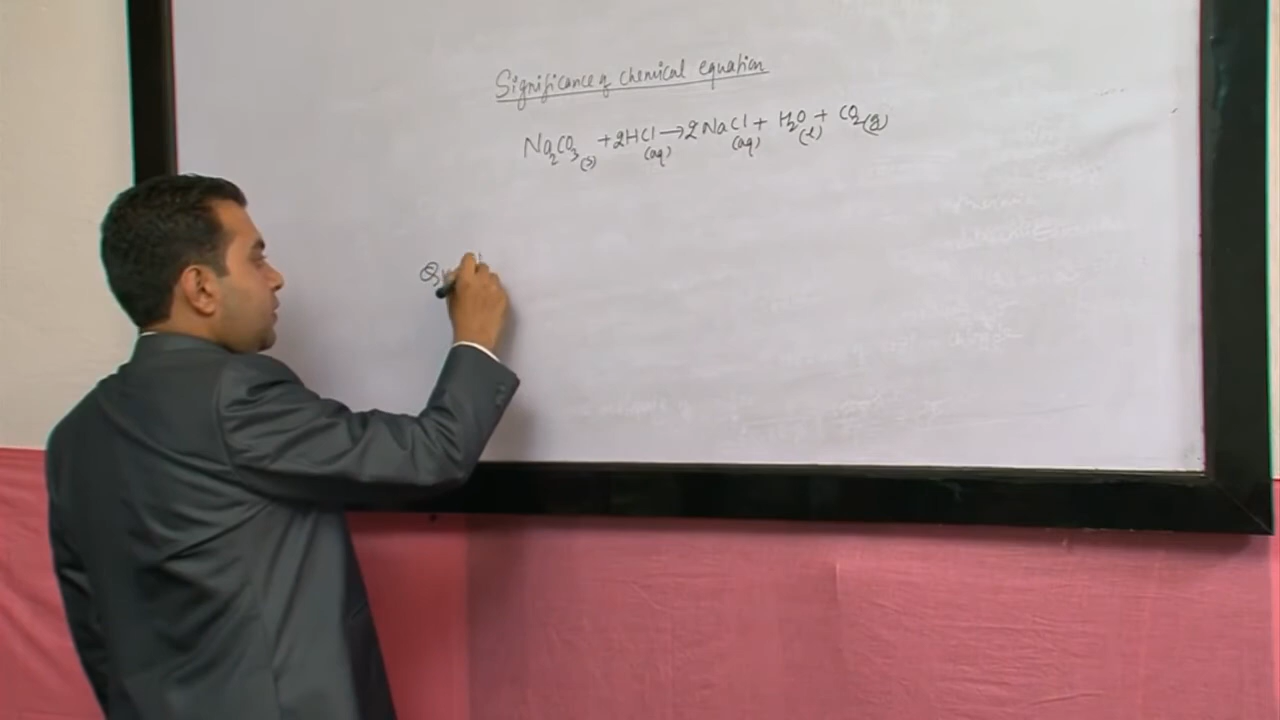 Significance of chemical equation
Na2CO3(s) + 2HCl(aq) → 2NaCl(aq) + H2O(l) + CO2(g)